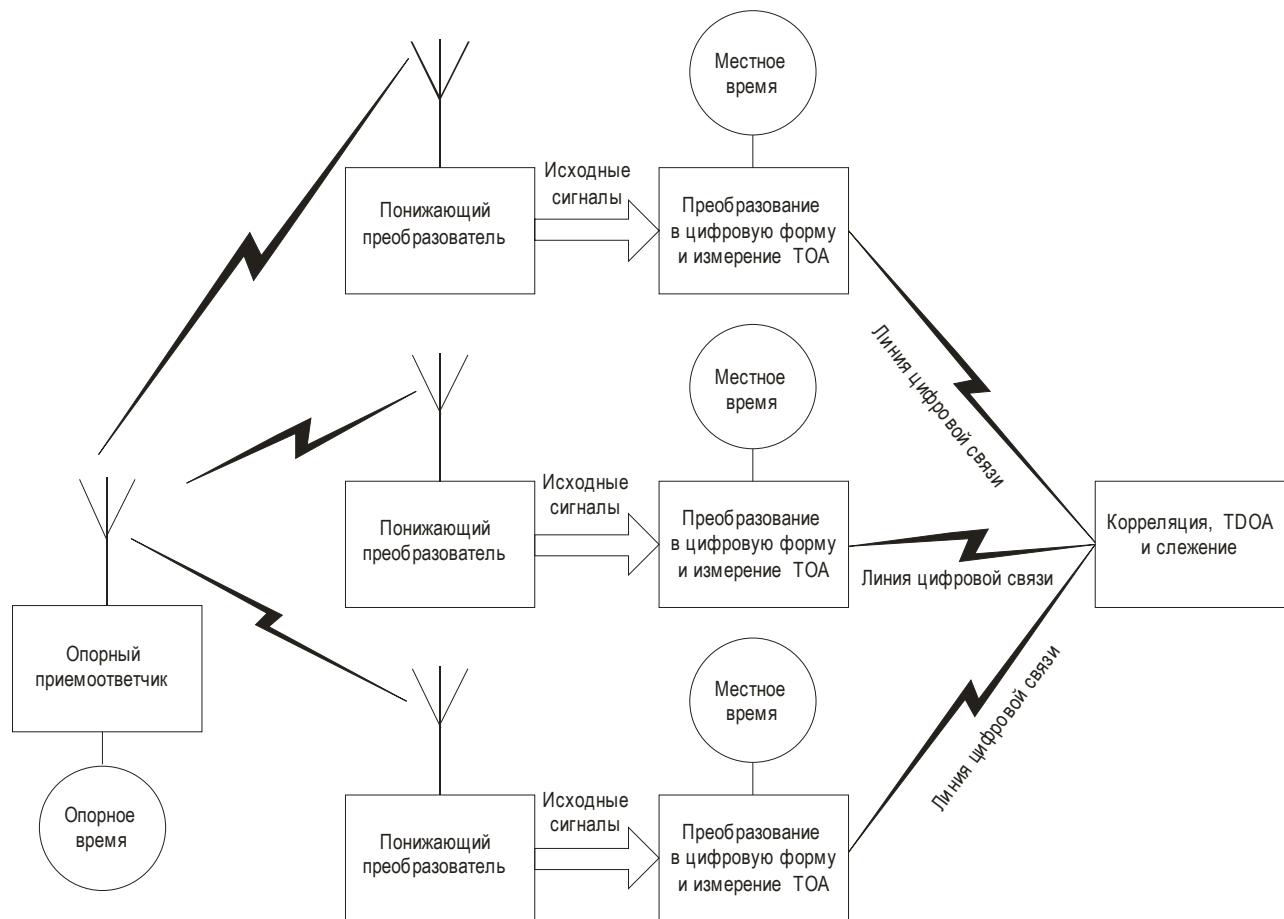 Местное
время
Исходные
сигналы
Понижающий
преобразователь
Преобразование
в цифровую форму
и измерение TOA
Линия цифровой связи
Местное
время
Исходные
сигналы
Понижающий
преобразователь
Преобразование
в цифровую форму
и измерение TOA
Линия цифровой связи
Корреляция, TDOA
и слежение
Опорный
приемоответчик
Опорное
время
Местное
время
Исходные
сигналы
Понижающий
преобразователь
Преобразование
в цифровую форму
и измерение TOA
Линия цифровой связи